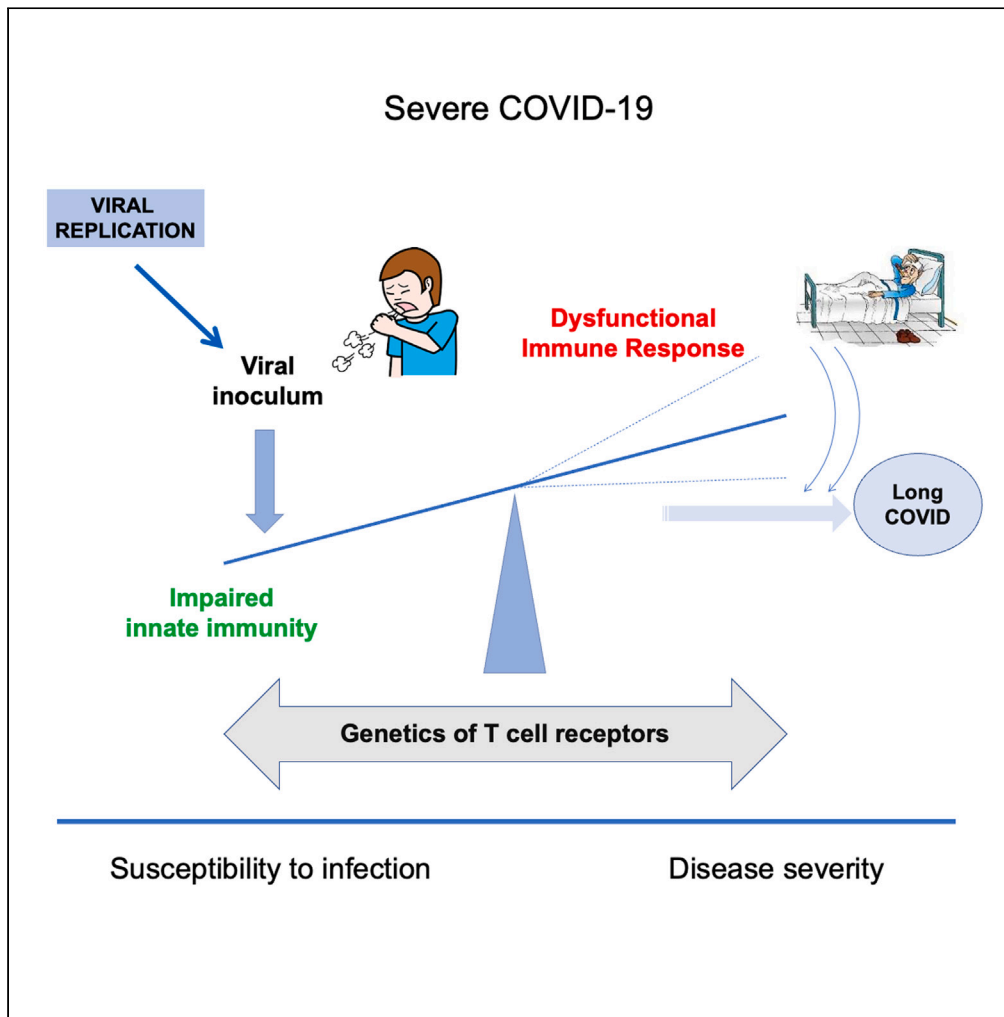 Severe COVID-19
VIRAL
REPLICATION
Viral
inoculum
Dysfunctional
Immune Response
Long
COVID
Impaired
innate immunity
Genetics of T cell receptors
Susceptibility to infection
Disease severity